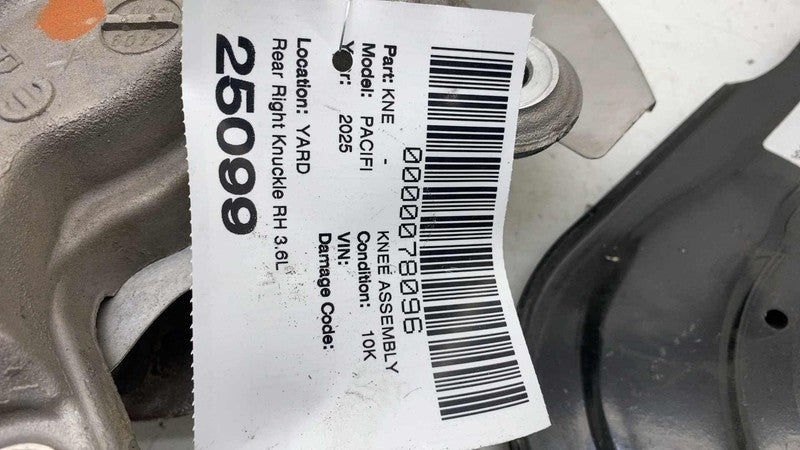 0000078096
Part: KNE - KNEE ASSEMBLY
Model: PACIFI Condition: 10K
Year: 2025 VIN:
Damage Code:
Location: YARD
Rear Right Knuckle RH 3.6L
25099